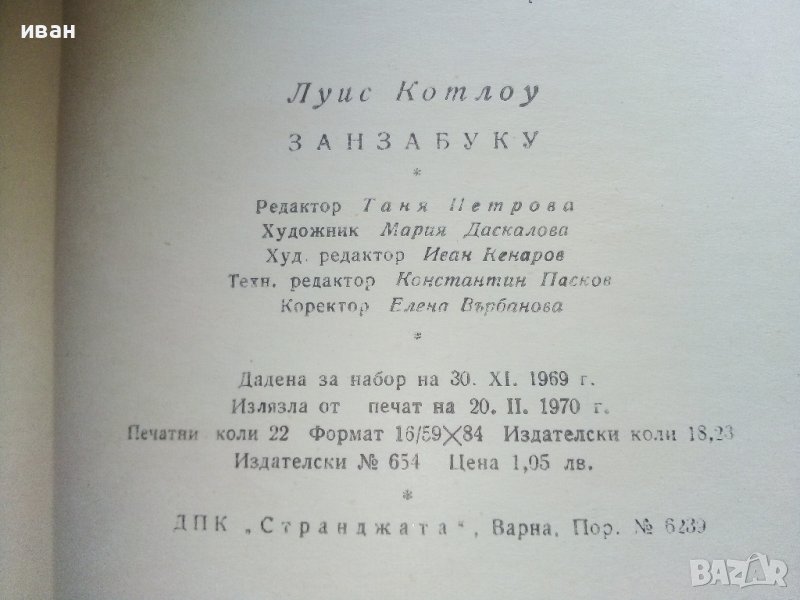 иван
Луис Котлоу
ЗАНЗАБУКУ
*
Редактор Таня Петрова
Художник Мария Даскалова
Худ. редактор Иван Кенаров
Техн. редактор Константин Пасков
Коректор Елена Върбанова
*
Дадена за набор на 30. XI. 1969 г.
Излязла от печат на 20. II. 1970 г.
Печатни коли 22 Формат 16/59×84 Издателски коли 18,23
Издателски № 654 Цена 1,05 лв.
*
ДПК „Странджата“, Варна, Пор. № 6239
BAZAR